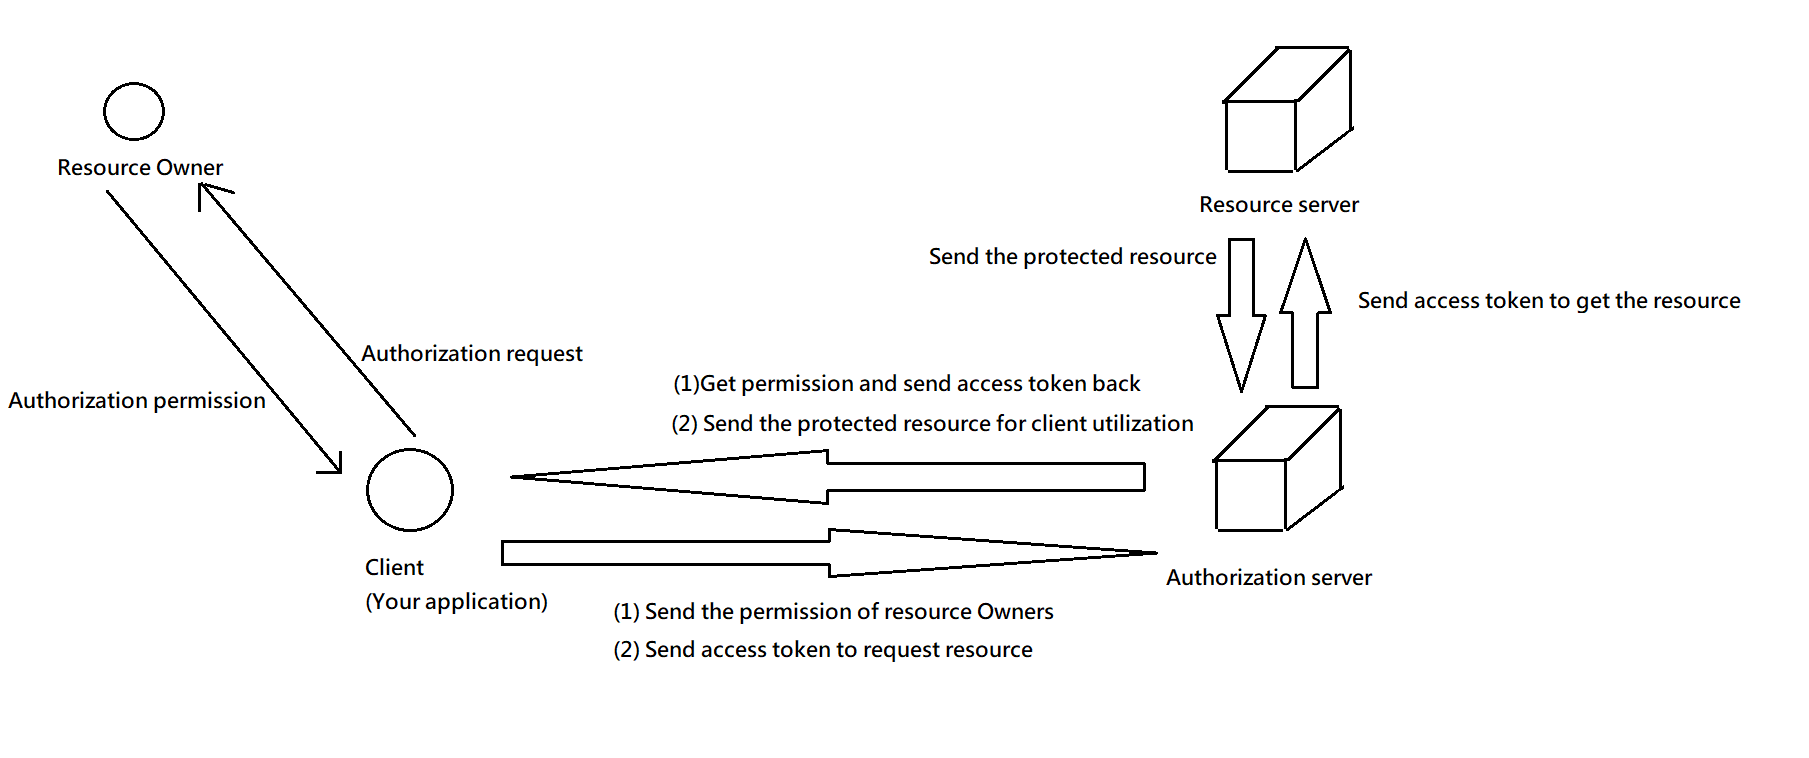 Resource Owner
Resource server
Send the protected resource
Send access token to get the resource
Authorization request
(1)Get permission and send access token back
Authorization permission
(2) Send the protected resource for client utilization
Client
(Your application)
Authorization server
(1) Send the permission of resource Owners
(2) Send access token to request resource